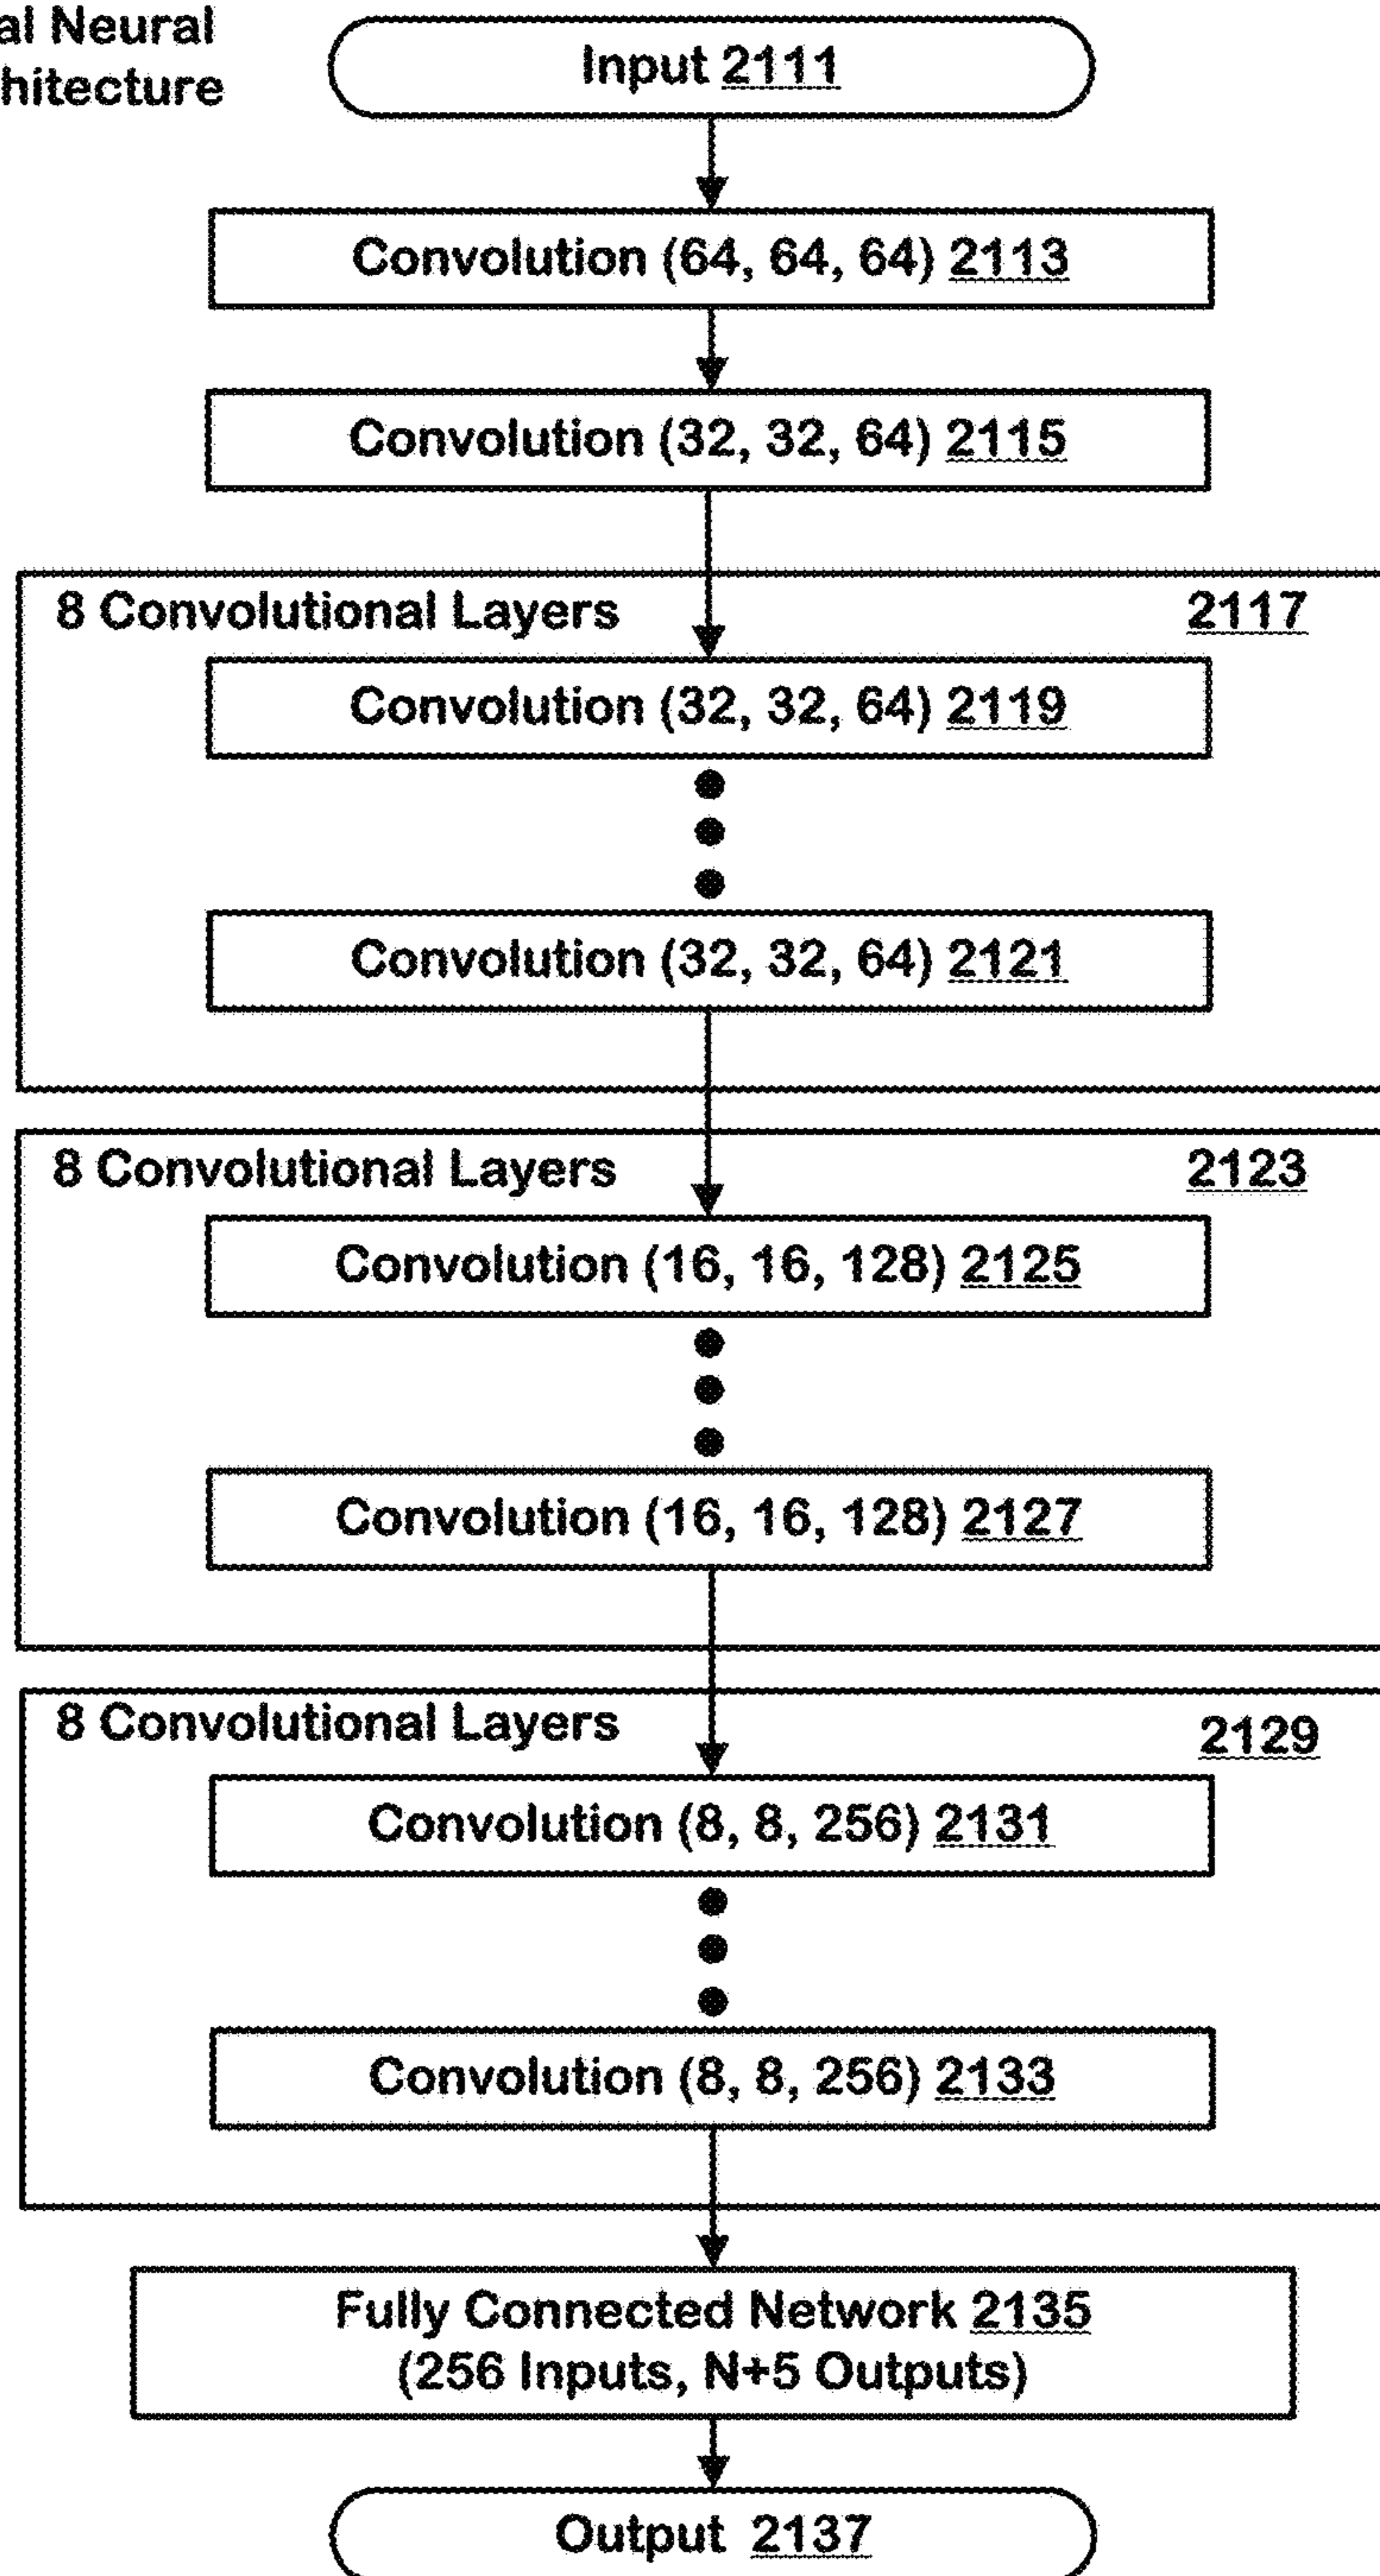 al Neural
hitecture
Input 2111
Convolution (64, 64, 64) 2113
Convolution (32, 32, 64) 2115
8 Convolutional Layers 2117
Convolution (32, 32, 64) 2119
Convolution (32, 32, 64) 2121
8 Convolutional Layers 2123
Convolution (16, 16, 128) 2125
Convolution (16, 16, 128) 2127
8 Convolutional Layers 2129
Convolution (8, 8, 256) 2131
Convolution (8, 8, 256) 2133
Fully Connected Network 2135
(256 Inputs, N+5 Outputs)
Output 2137